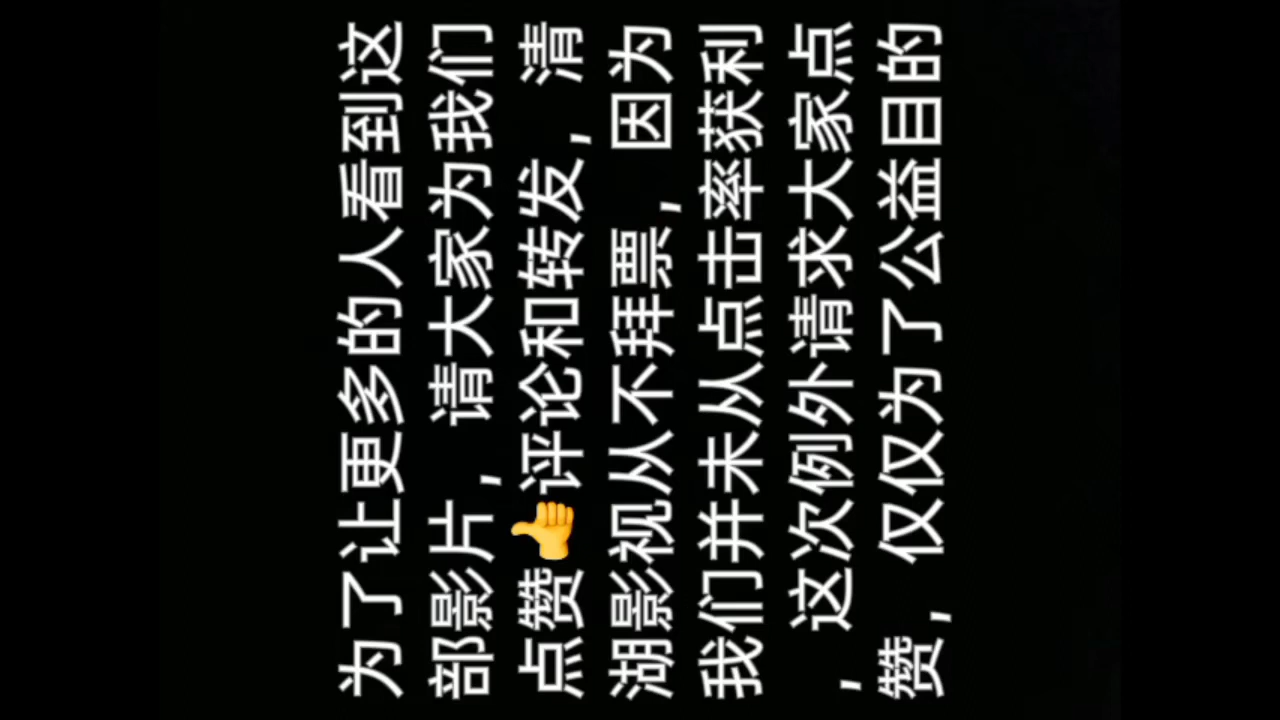 为了让更多的人看到这
部影片，请大家为我们
点赞👍评论和转发，清
湖影视从不拜票，因为
我们并未从点击率获利
，这次例外请求大家点
赞，仅仅为了公益目的